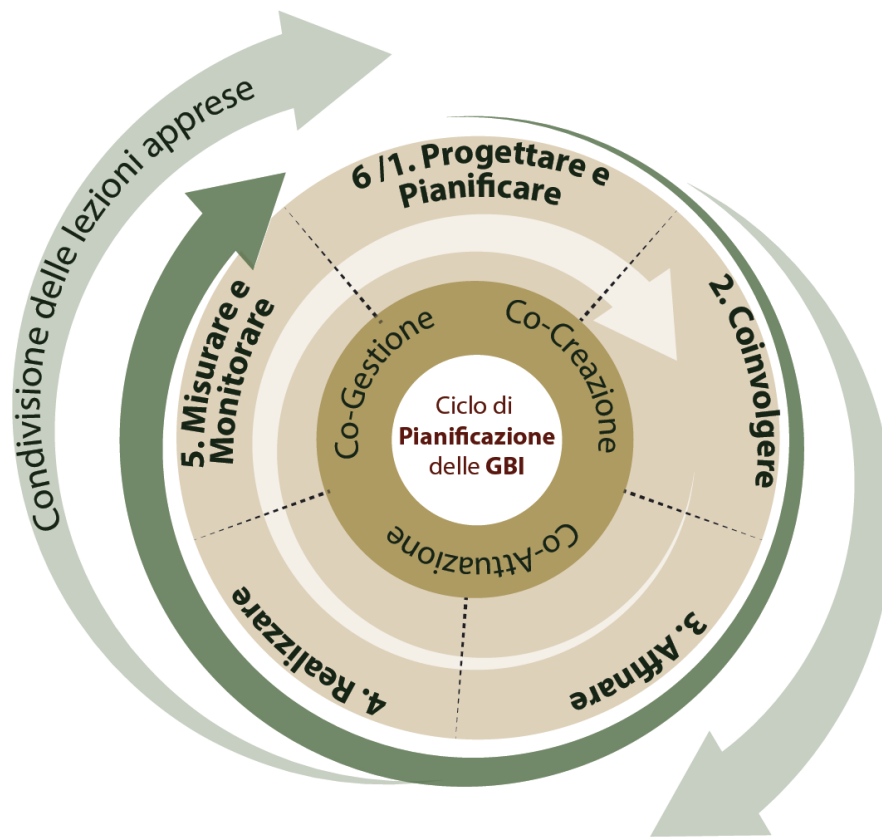 Condivisione delle lezioni apprese
6 /1. Progettare e
Pianificare
2. Coinvolgere
3. Affinare
4. Realizzare
5. Misurare e
Monitorare
Co-Gestione
Co-Creazione
Co-Attuazione
Ciclo di
Pianificazione
delle GBI